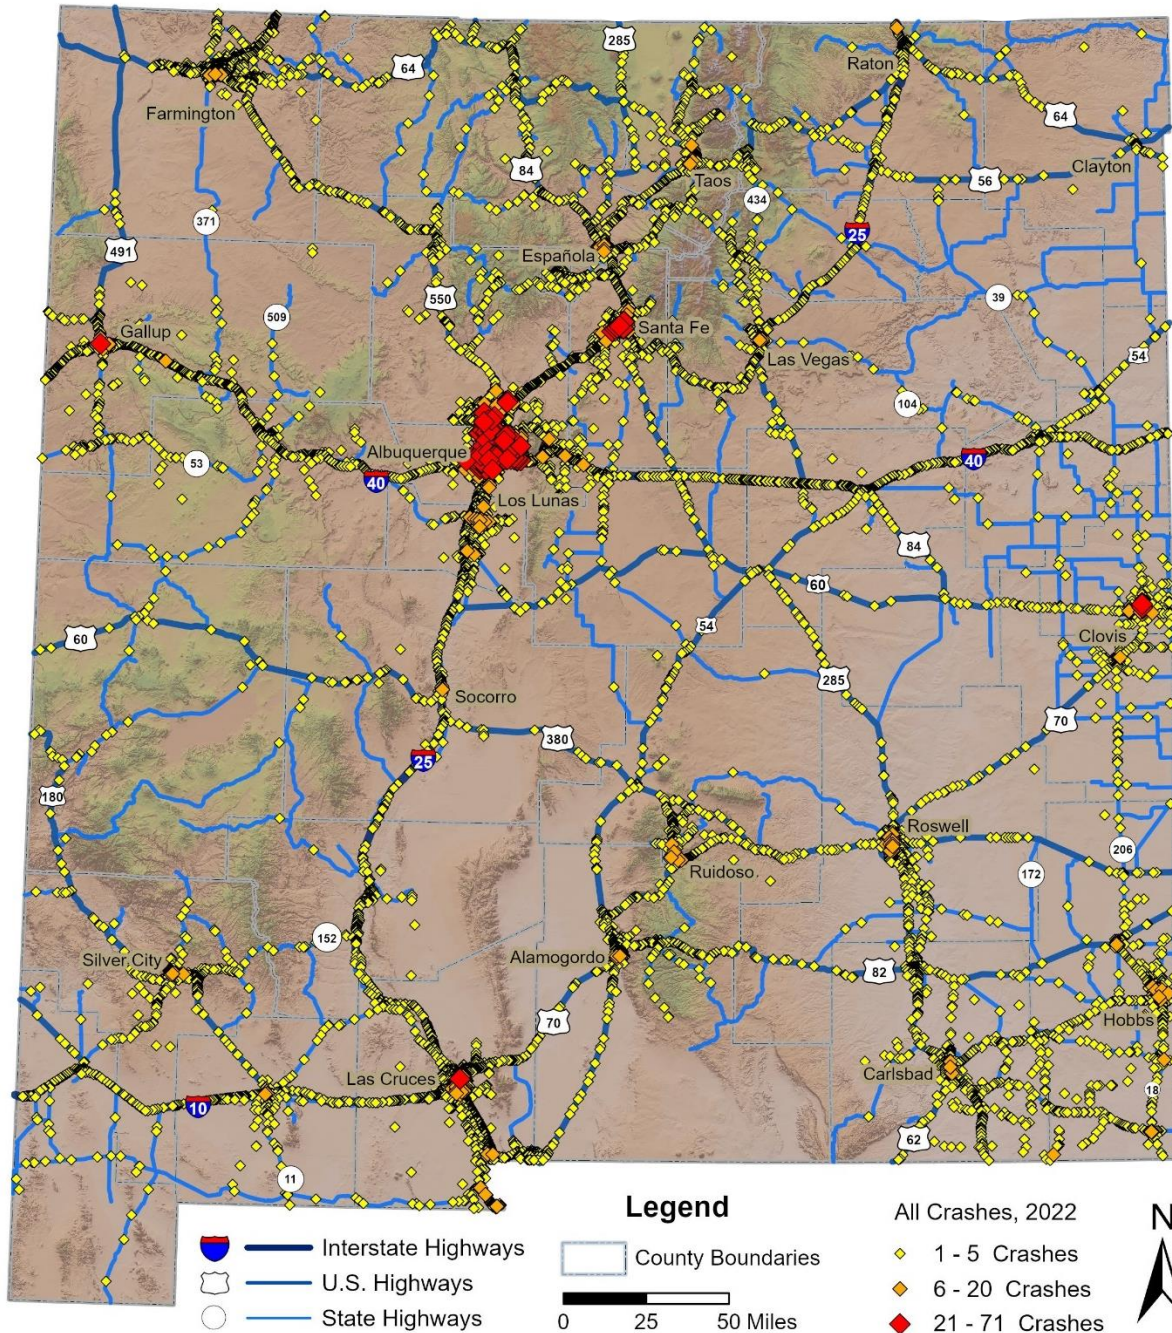 285
64
Raton
Farmington
64
Clayton
84
Taos
56
434
371
25
491
Española
550
39
509
Santa Fe
Gallup
Las Vegas
54
104
Albuquerque
53
40
40
Los Lunas
84
60
54
60
Clovis
285
Socorro
70
380
25
180
Roswell
206
Ruidoso
172
152
Silver City
Alamogordo
82
Hobbs
70
Las Cruces
Carlsbad
18
10
62
11
Legend
All Crashes, 2022
N
Interstate Highways
County Boundaries
1 - 5 Crashes
U.S. Highways
6 - 20 Crashes
State Highways
0 25 50 Miles
21 - 71 Crashes